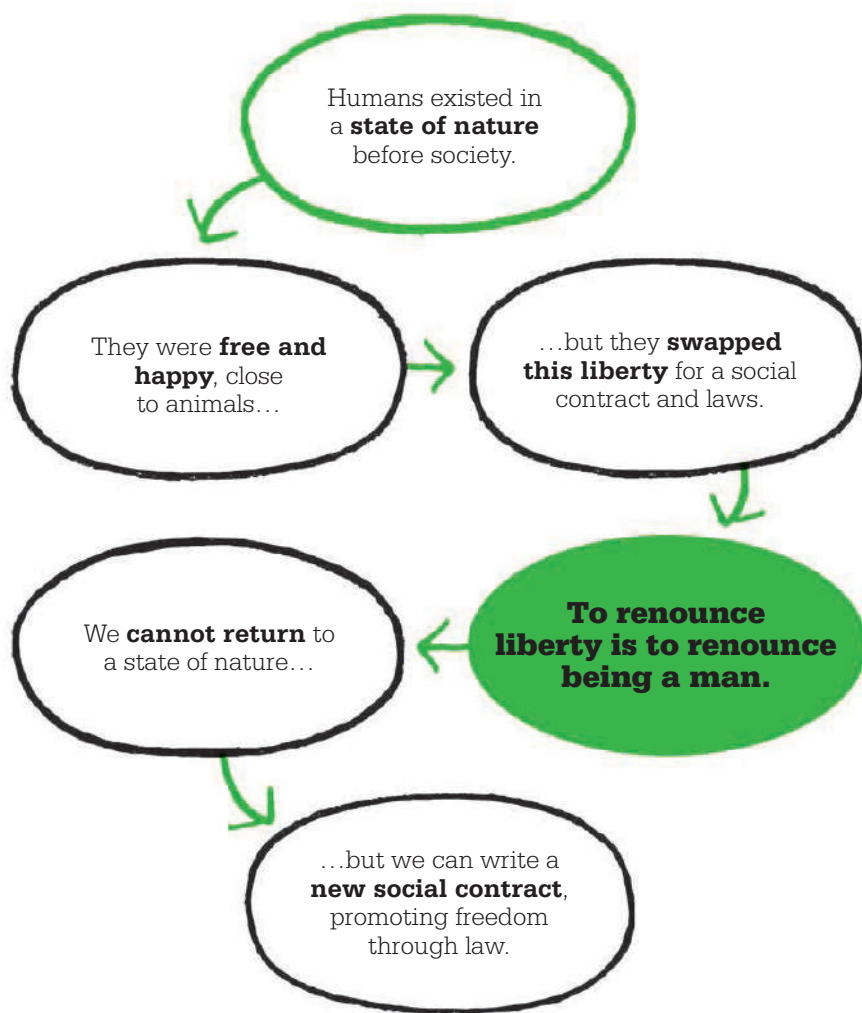 Humans existed in
a state of nature
before society.
They were free and
happy, close
to animals…
…but they swapped
this liberty for a social
contract and laws.
To renounce
liberty is to renounce
being a man.
We cannot return to
a state of nature…
…but we can write a
new social contract,
promoting freedom
through law.